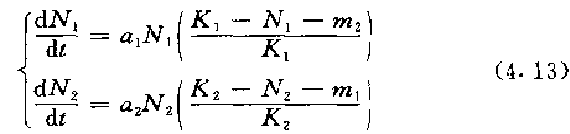 dN₁/dt = a₁N₁((K₁ − N₁ − m₂)/K₁)
dN₂/dt = a₂N₂((K₂ − N₂ − m₁)/K₂)
(4.13)